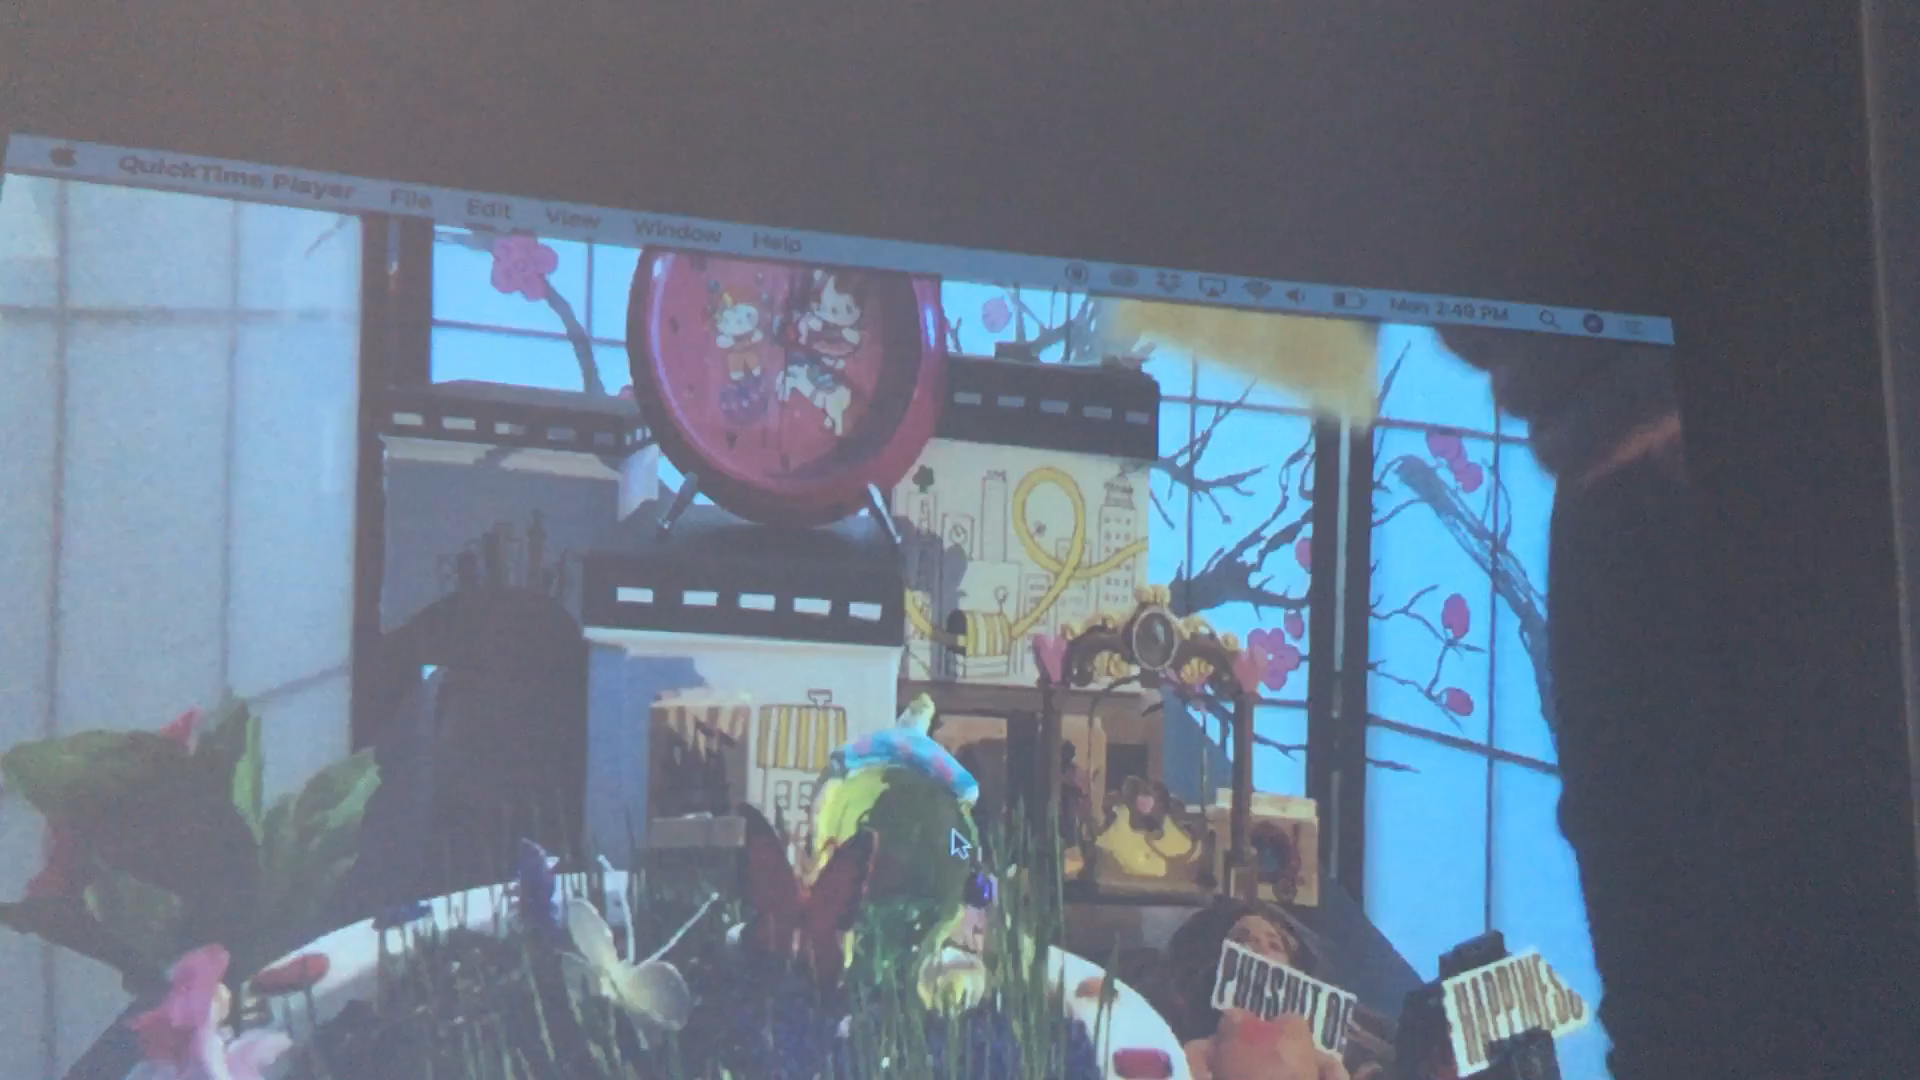 QuickTime Player File Edit View Window Help
Mon 2:49 PM
PURSUIT OF
HAPPINESS